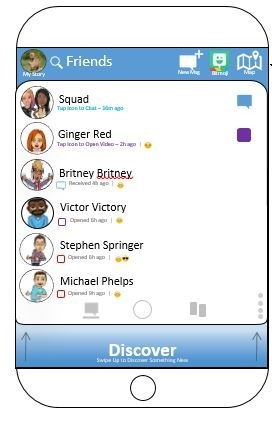 Friends
My Story
New Msg
Bitmoji
Map
Squad
Tap icon to Chat – 30m ago
Ginger Red
Tap icon to Open Video – 2h ago |
Britney Britney
Received 4h ago |
Victor Victory
Opened 6h ago |
Stephen Springer
Opened 6h ago |
Michael Phelps
Opened 9h ago |
Discover
Swipe Up to Discover Something New